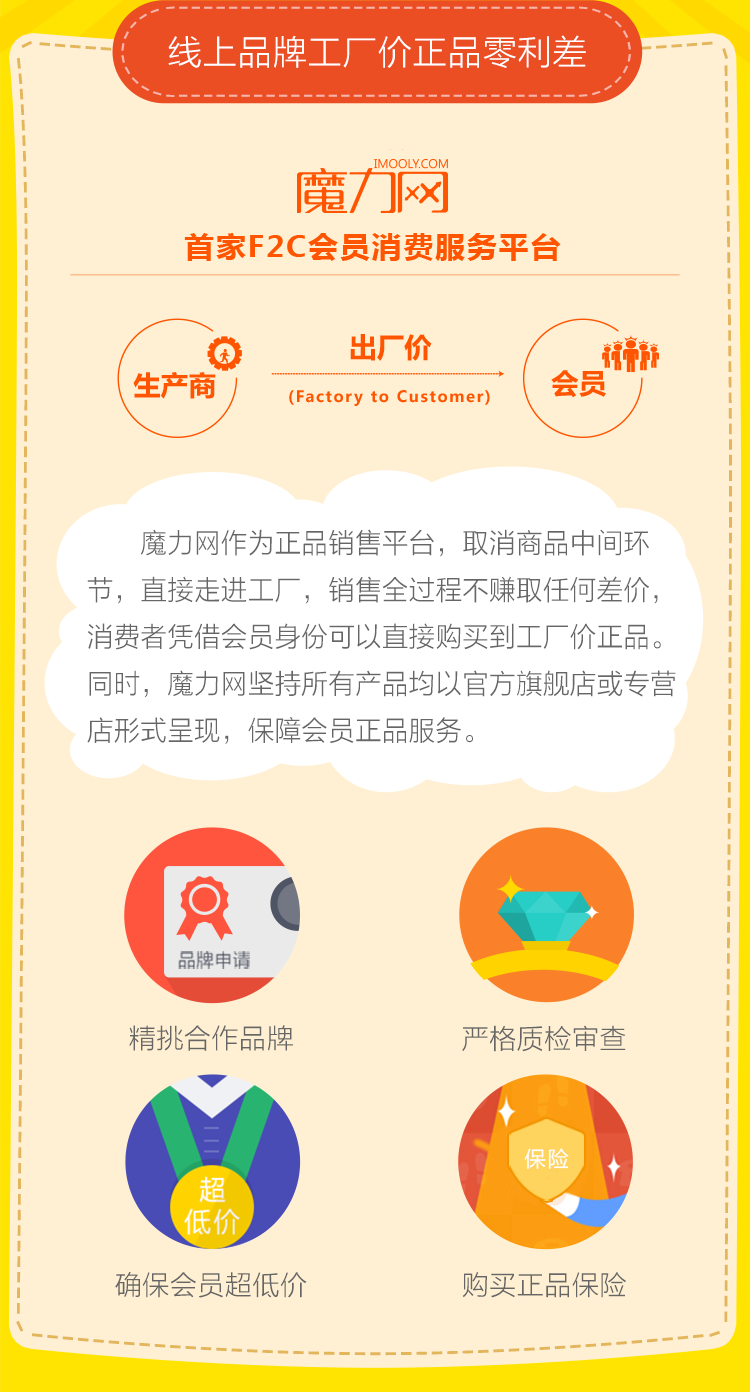 线上品牌工厂价正品零利差
IMOOLY.COM
魔力网
首家F2C会员消费服务平台
生产商
出厂价
(Factory to Customer)
会员
魔力网作为正品销售平台，取消商品中间环
节，直接走进工厂，销售全过程不赚取任何差价，
消费者凭借会员身份可以直接购买到工厂价正品。
同时，魔力网坚持所有产品均以官方旗舰店或专营
店形式呈现，保障会员正品服务。
品牌申请
精挑合作品牌
严格质检审查
超
低价
保险
确保会员超低价
购买正品保险